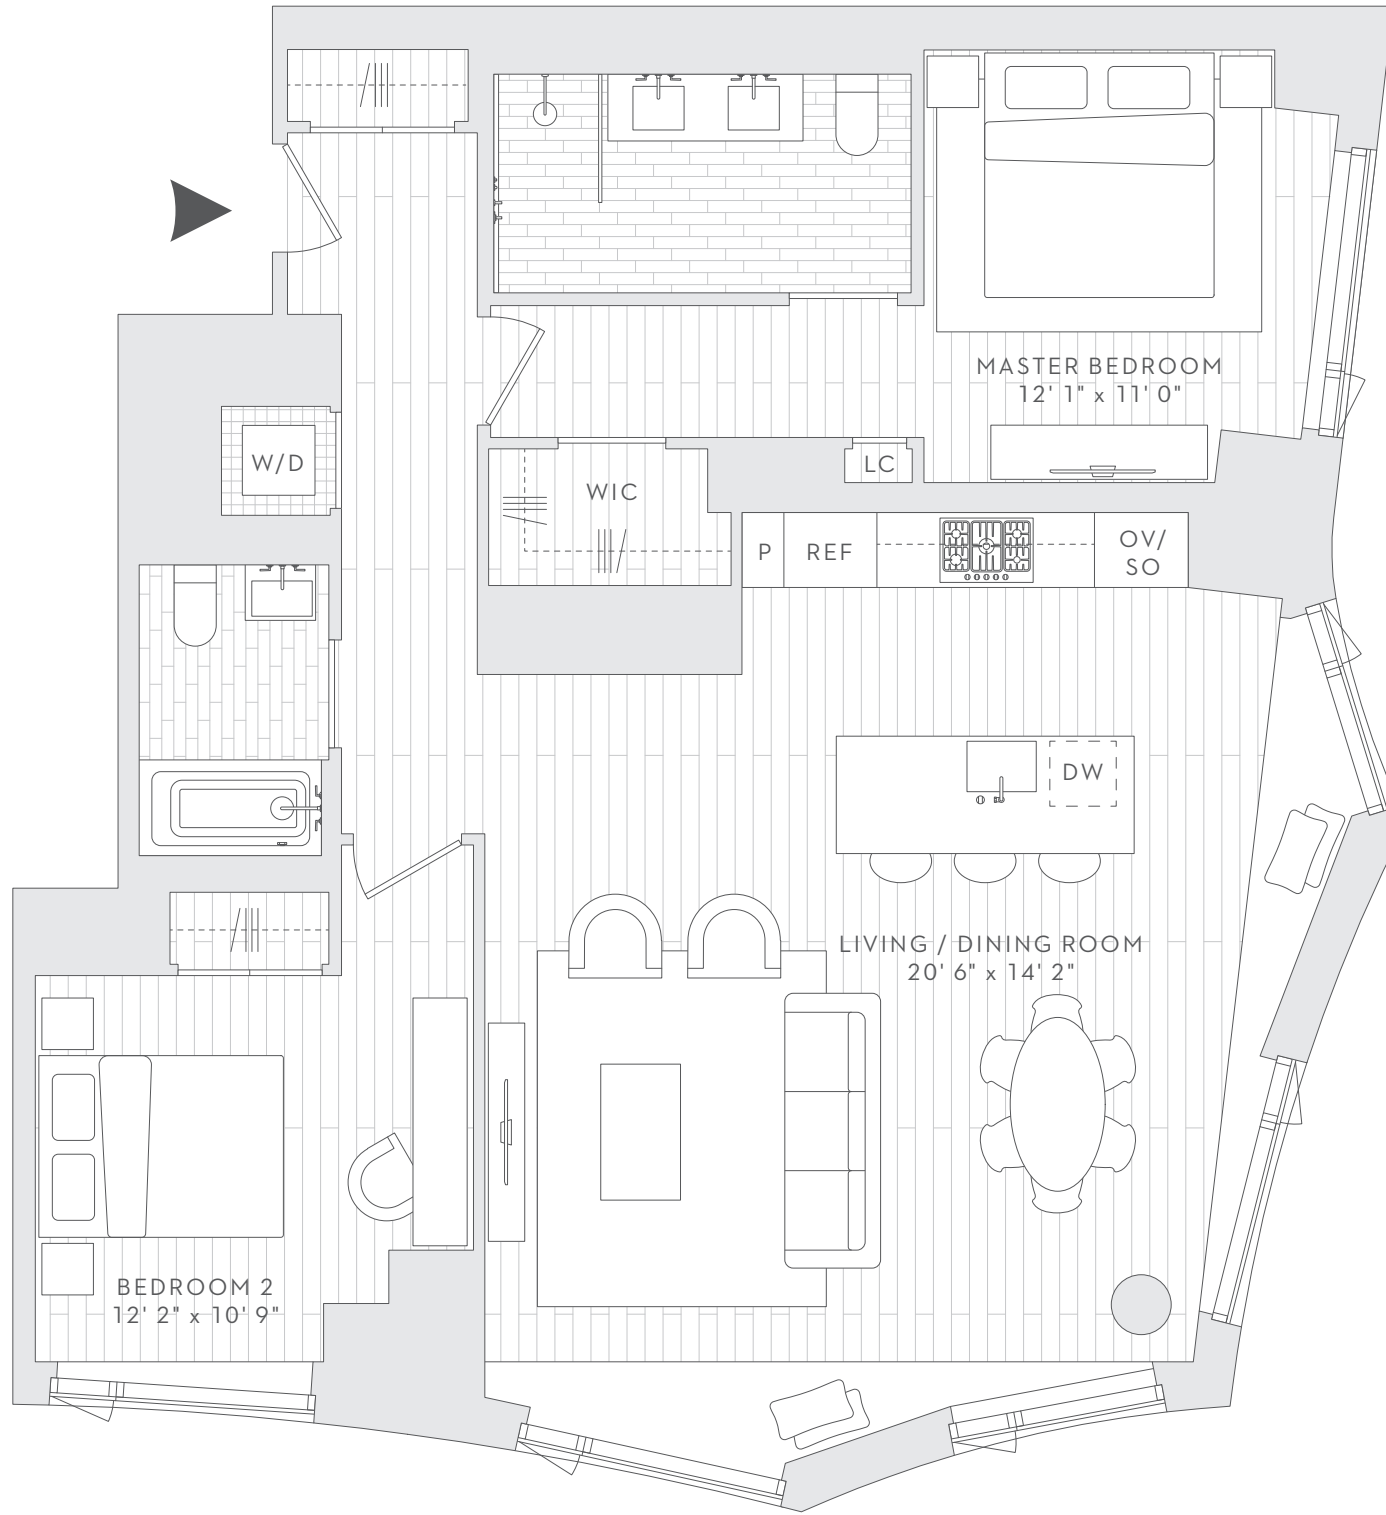 MASTER BEDROOM
12' 1" x 11' 0"
W/D
WIC
LC
P
REF
OV/
SO
DW
LIVING / DINING ROOM
20' 6" x 14' 2"
BEDROOM 2
12' 2" x 10' 9"